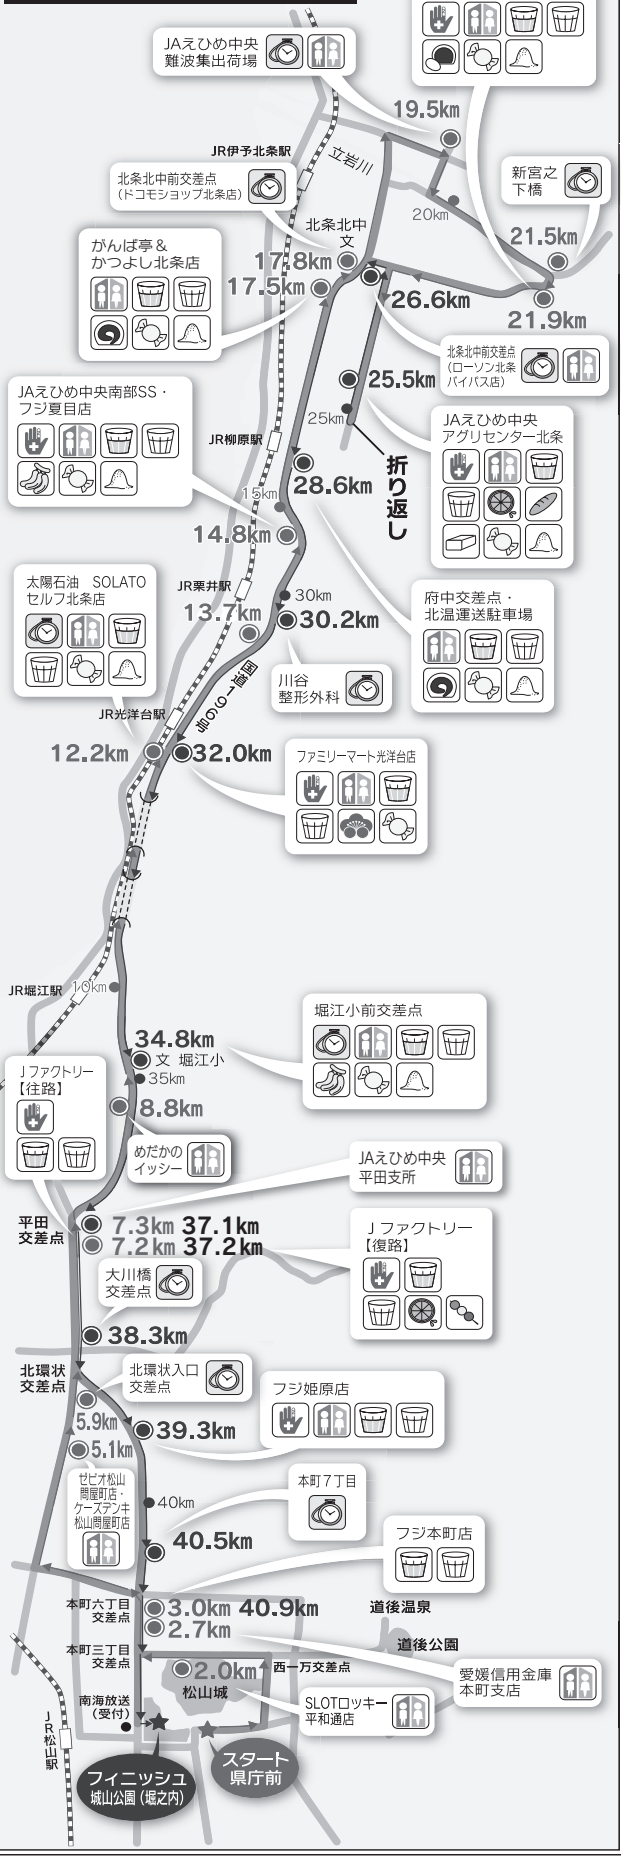 JAえひめ中央
難波集出荷場
19.5km
JR伊予北条駅
立岩川
北条北中前交差点
(ドコモショップ北条店)
新宮之
下橋
20km
北条北中
文
21.5km
がんば亭＆
かつよし北条店
17.8km
17.5km
26.6km
21.9km
北条北中前交差点
(ローソン北条
バイパス店)
25.5km
JAえひめ中央南部SS・
フジ夏目店
25km
JAえひめ中央
アグリセンター北条
JR柳原駅
折り返し
28.6km
15km
14.8km
太陽石油　SOLATO
セルフ北条店
JR栗井駅
30km
府中交差点・
北温運送駐車場
13.7km
30.2km
国道196号
川谷
整形外科
JR光洋台駅
12.2km
32.0km
ファミリーマート光洋台店
JR堀江駅
10km
34.8km
堀江小前交差点
文 堀江小
35km
Jファクトリー
【往路】
8.8km
めだかの
イッシー
JAえひめ中央
平田支所
平田
交差点
7.3km 37.1km
7.2km 37.2km
Jファクトリー
【復路】
大川橋
交差点
38.3km
北環状
交差点
北環状入口
交差点
フジ姫原店
5.9km
39.3km
5.1km
ゼビオ松山
問屋町店・
ケーズデンキ
松山問屋町店
本町7丁目
40km
40.5km
フジ本町店
本町六丁目
交差点
3.0km 40.9km
2.7km
道後温泉
道後公園
本町三丁目
交差点
2.0km
西一万交差点
松山城
愛媛信用金庫
本町支店
南海放送
(受付)
SLOTロッキー
平和通店
JR松山駅
フィニッシュ
城山公園(堀之内)
スタート
県庁前